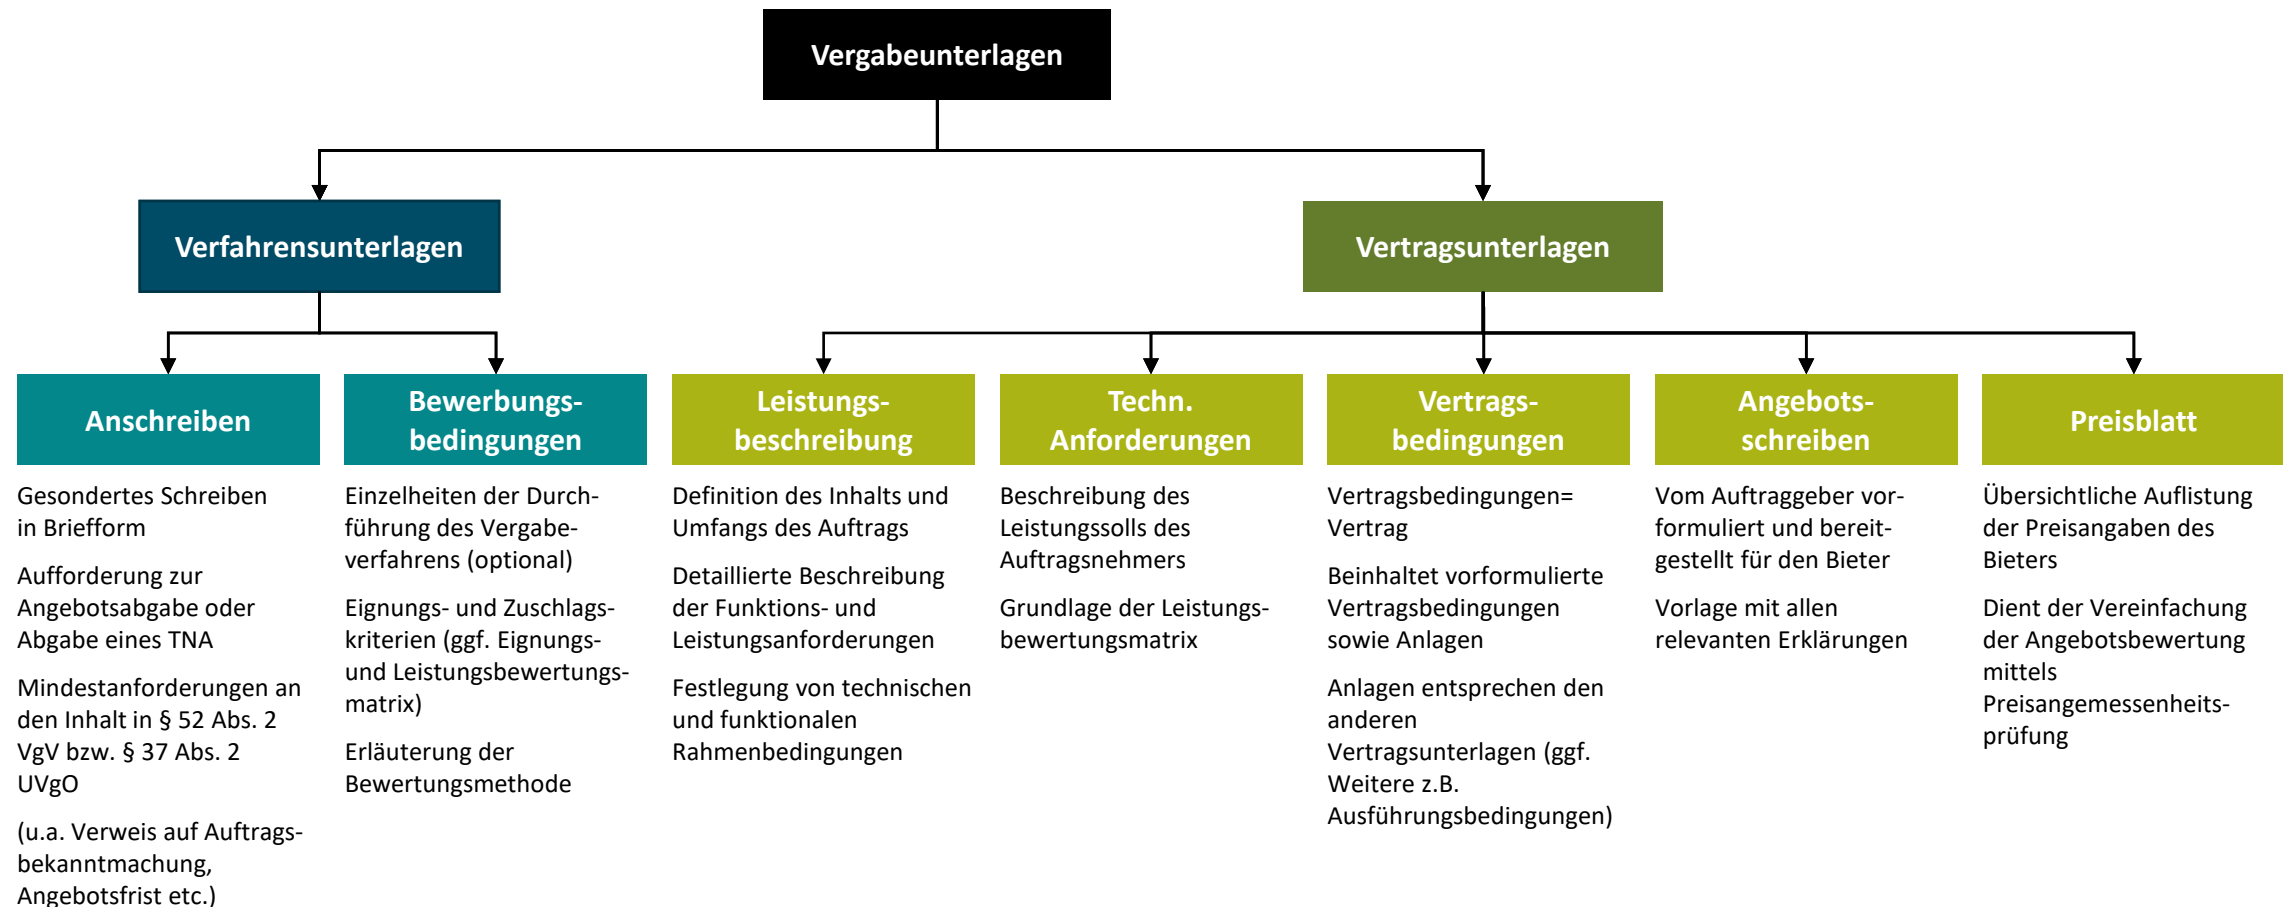 Vergabeunterlagen
Verfahrensunterlagen
Vertragsunterlagen
Anschreiben
Gesondertes Schreiben
in Briefform
Aufforderung zur
Angebotsabgabe oder
Abgabe eines TNA
Mindestanforderungen an
den Inhalt in § 52 Abs. 2
VgV bzw. § 37 Abs. 2
UVgO
(u.a. Verweis auf Auftrags-
bekanntmachung,
Angebotsfrist etc.)
Bewerbungs-
bedingungen
Einzelheiten der Durch-
führung des Vergabe-
verfahrens (optional)
Eignungs- und Zuschlags-
kriterien (ggf. Eignungs-
und Leistungsbewertungs-
matrix)
Erläuterung der
Bewertungsmethode
Leistungs-
beschreibung
Definition des Inhalts und
Umfangs des Auftrags
Detaillierte Beschreibung
der Funktions- und
Leistungsanforderungen
Festlegung von technischen
und funktionalen
Rahmenbedingungen
Techn.
Anforderungen
Beschreibung des
Leistungssolls des
Auftragsnehmers
Grundlage der Leistungs-
bewertungsmatrix
Vertrags-
bedingungen
Vertragsbedingungen=
Vertrag
Beinhaltet vorformulierte
Vertragsbedingungen
sowie Anlagen
Anlagen entsprechen den
anderen
Vertragsunterlagen (ggf.
Weitere z.B.
Ausführungsbedingungen)
Angebots-
schreiben
Vom Auftraggeber vor-
formuliert und bereit-
gestellt für den Bieter
Vorlage mit allen
relevanten Erklärungen
Preisblatt
Übersichtliche Auflistung
der Preisangaben des
Bieters
Dient der Vereinfachung
der Angebotsbewertung
mittels
Preisangemessenheits-
prüfung